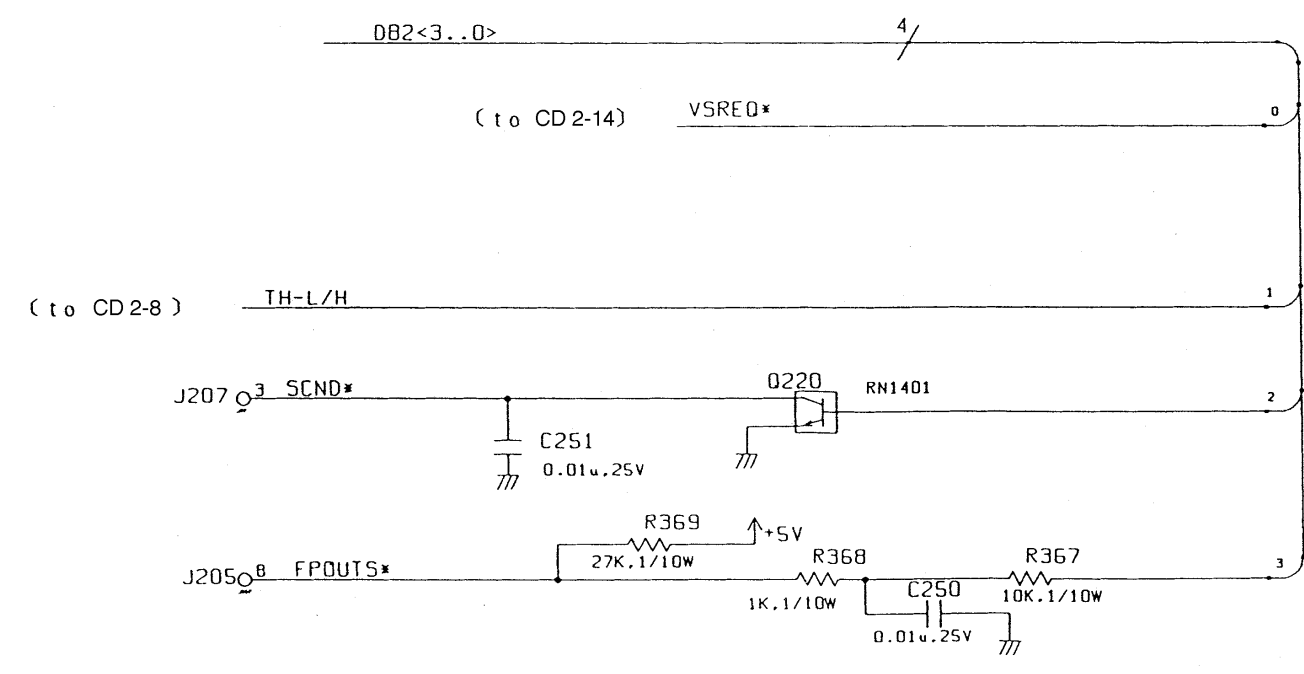 DB2<3..0>
4
( to CD 2-14)
VSREQ*
0
( to CD 2-8 )
TH-L/H
1
J207
3
SCND*
Q220
RN1401
2
C251
0.01u,25V
R369
27K,1/10W
+5V
J205
8
FPOUTS*
R368
1K,1/10W
C250
0.01u,25V
R367
10K,1/10W
3